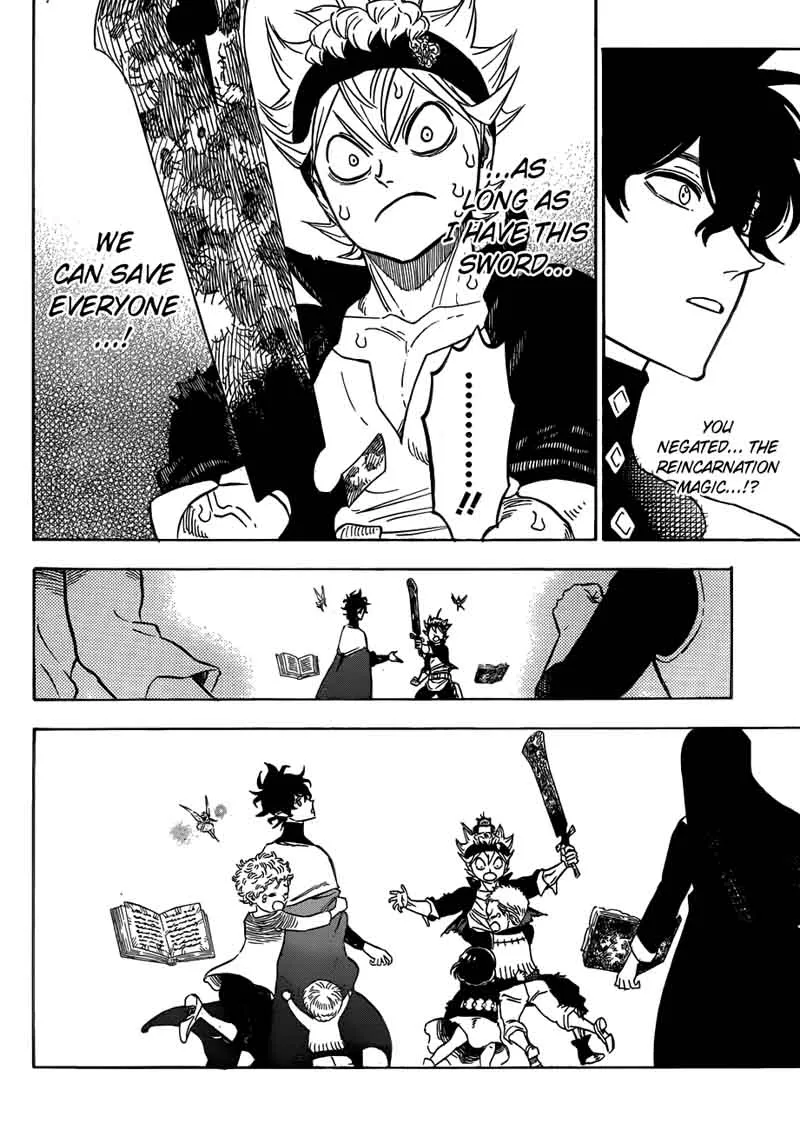 YOU
NEGATED... THE
REINCARNATION
MAGIC...!?
...AS
LONG AS
I HAVE THIS
SWORD...
.........!!
WE
CAN SAVE
EVERYONE
...!